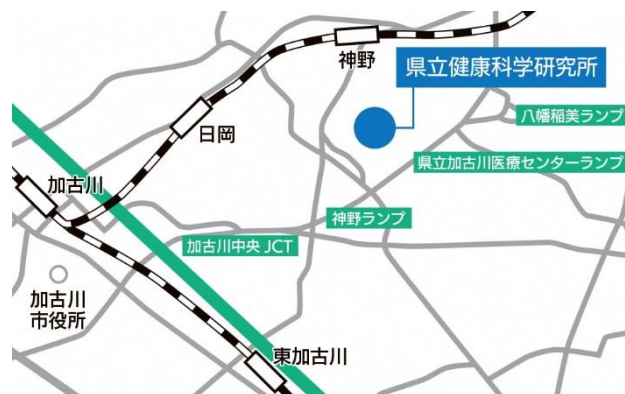 神野
県立健康科学研究所
八幡稲美ランプ
日岡
県立加古川医療センターランプ
加古川
神野ランプ
加古川中央JCT
加古川
市役所
東加古川